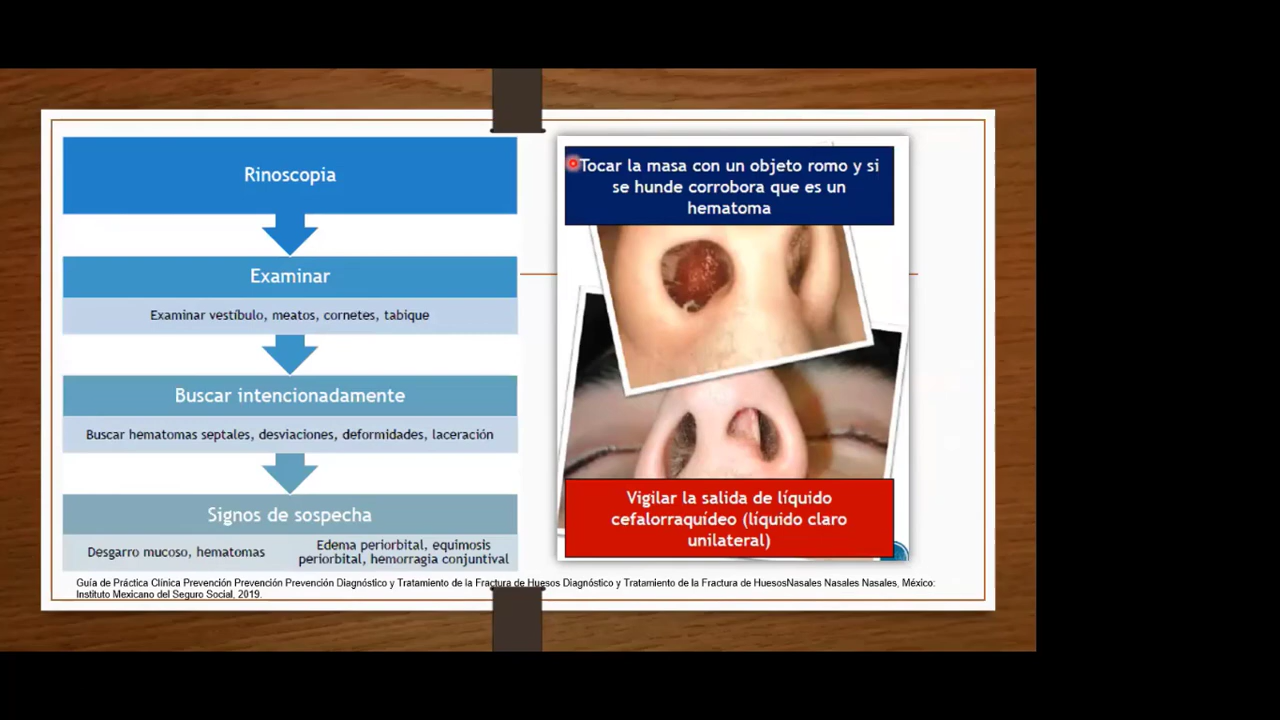 Rinoscopia
Examinar
Examinar vestíbulo, meatos, cornetes, tabique
Buscar intencionadamente
Buscar hematomas septales, desviaciones, deformidades, laceración
Signos de sospecha
Desgarro mucoso, hematomas
Edema periorbital, equimosis
periorbital, hemorragia conjuntival
Tocar la masa con un objeto romo y si
se hunde corrobora que es un
hematoma
Vigilar la salida de líquido
cefalorraquídeo (líquido claro
unilateral)
Guía de Práctica Clínica Prevención Prevención Prevención Diagnóstico y Tratamiento de la Fractura de Huesos Diagnóstico y Tratamiento de la Fractura de HuesosNasales Nasales Nasales, México:
Instituto Mexicano del Seguro Social, 2019.